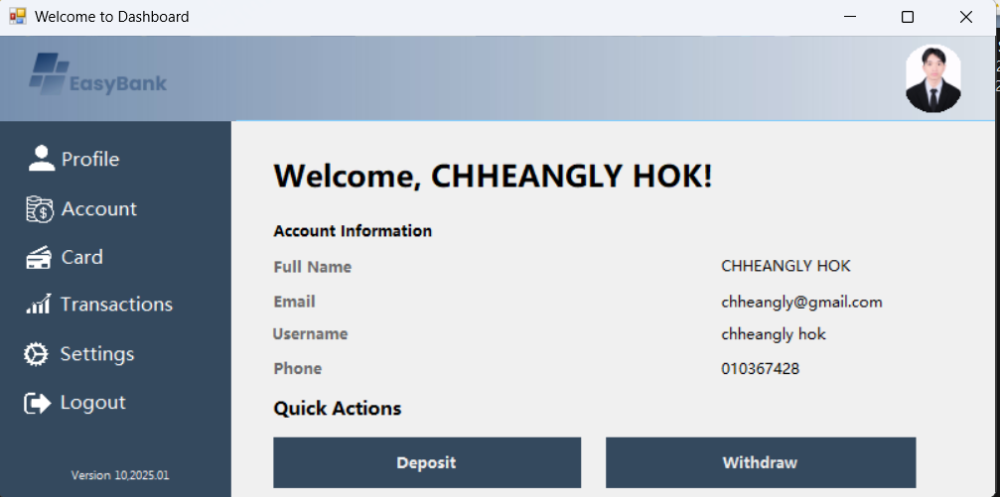 Welcome to Dashboard
EasyBank
Profile
Account
Card
Transactions
Settings
Logout
Version 10,2025.01
Welcome, CHHEANGLY HOK!
Account Information
Full Name CHHEANGLY HOK
Email chheangly@gmail.com
Username chheangly hok
Phone 010367428
Quick Actions
Deposit Withdraw